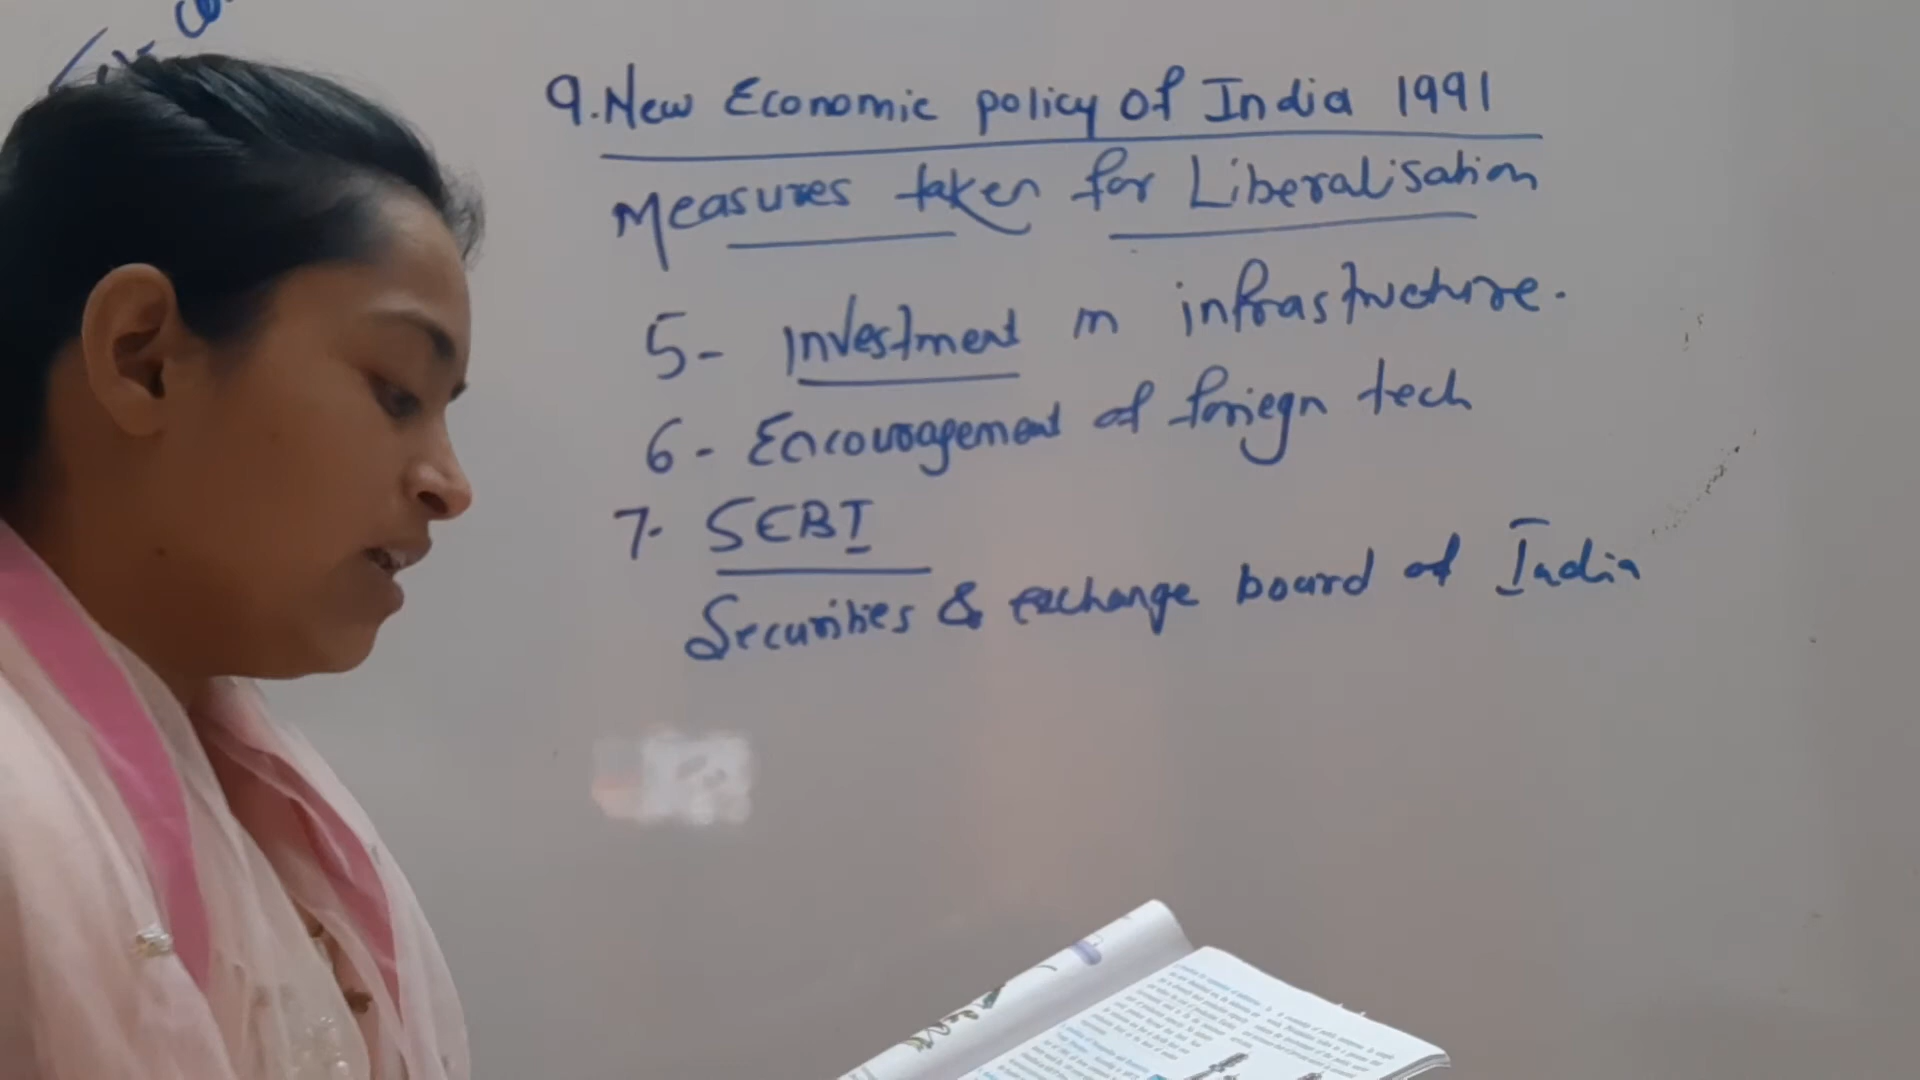 9. New Economic policy of India 1991
Measures taken for Liberalisation
5- Investment in infrastructure.
6- Encouragement of foriegn tech
7- SEBI
Securities & exchange board of India